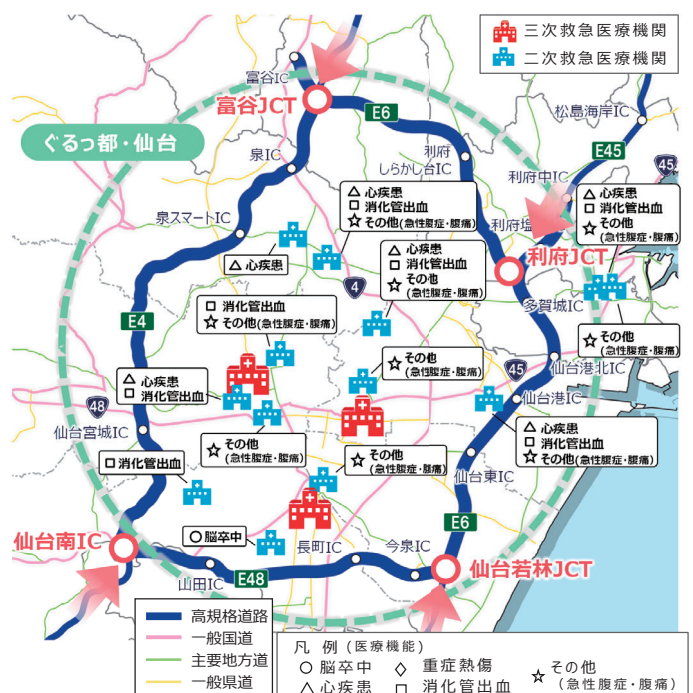 三次救急医療機関
二次救急医療機関
富谷IC
富谷JCT
E6
松島海岸IC
ぐるっ都・仙台
泉IC
利府
しらかし台IC
E45
45
利府中IC
△心疾患
□消化管出血
☆その他
(急性腹症・腹痛)
△心疾患
□消化管出血
☆その他
(急性腹症・腹痛)
泉スマートIC
利府塩
△心疾患
△心疾患
□消化管出血
☆その他
(急性腹症・腹痛)
利府JCT
4
多賀城IC
□消化管出血
☆その他(急性腹症・腹痛)
E4
☆その他
(急性腹症・腹痛)
☆その他
(急性腹症・腹痛)
45
仙台港北IC
△心疾患
□消化管出血
48
仙台宮城IC
仙台港IC
☆その他
(急性腹症・腹痛)
△心疾患
□消化管出血
☆その他(急性腹症・腹痛)
□消化管出血
☆その他
(急性腹症・腹痛)
仙台東IC
E6
仙台南IC
○脳卒中
長町IC
今泉IC
仙台若林JCT
山田IC
E48
高規格道路
一般国道
主要地方道
一般県道
凡 例(医療機能)
○脳卒中 ◇ 重症熱傷 ☆その他
(急性腹症・腹痛)
△心疾患 □ 消化管出血